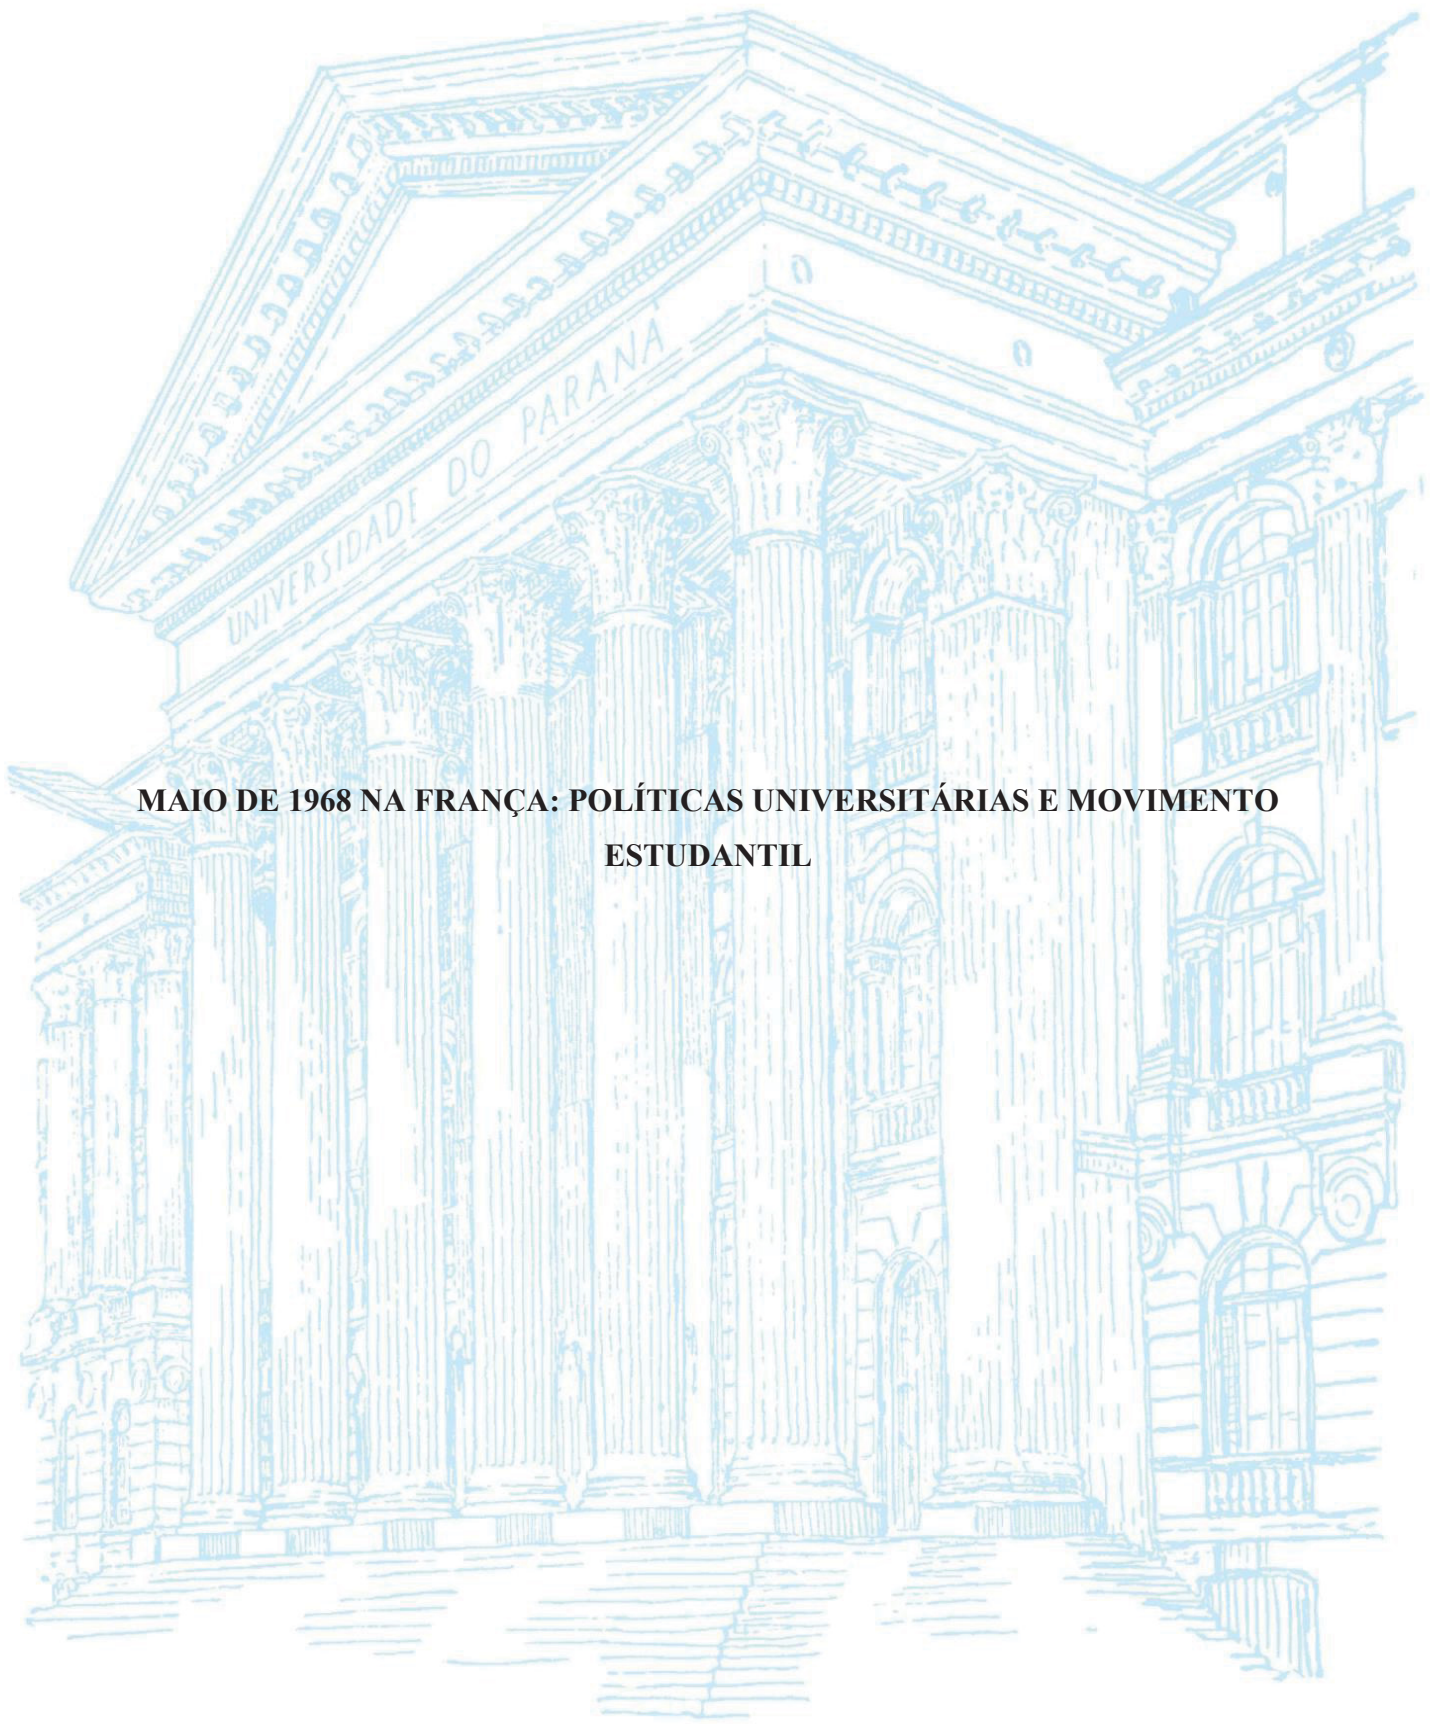 UNIVERSIDADE DO PARANÁ
MAIO DE 1968 NA FRANÇA: POLÍTICAS UNIVERSITÁRIAS E MOVIMENTO
ESTUDANTIL